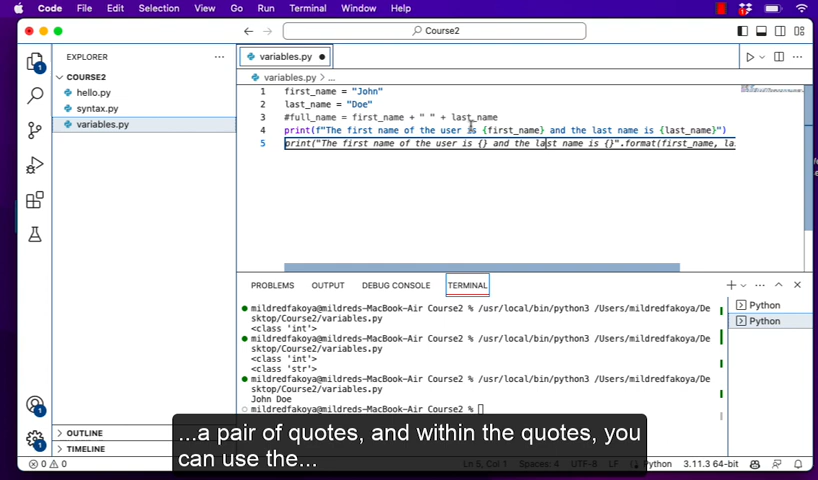 Code File Edit Selection View Go Run Terminal Window Help
Course2
EXPLORER
COURSE2
hello.py
syntax.py
variables.py
variables.py
variables.py > ...
1 first_name = "John"
2 last_name = "Doe"
3 #full_name = first_name + " " + last_name
4 print(f"The first name of the user is {first_name} and the last name is {last_name}")
5 print("The first name of the user is {} and the last name is {}".format(first_name, la
PROBLEMS OUTPUT DEBUG CONSOLE TERMINAL
mildredfakoya@mildreds-MacBook-Air Course2 % /usr/local/bin/python3 /Users/mildredfakoya/De
sktop/Course2/variables.py
<class 'int'>
mildredfakoya@mildreds-MacBook-Air Course2 % /usr/local/bin/python3 /Users/mildredfakoya/De
sktop/Course2/variables.py
<class 'int'>
<class 'str'>
mildredfakoya@mildreds-MacBook-Air Course2 % /usr/local/bin/python3 /Users/mildredfakoya/De
sktop/Course2/variables.py
John Doe
mildredfakoya@mildreds-MacBook-Air Course2 %
Python
Python
OUTLINE
TIMELINE
...a pair of quotes, and within the quotes, you
can use the...
0 0 Ln 5, Col 1 Spaces: 4 UTF-8 LF Python 3.11.3 64-bit